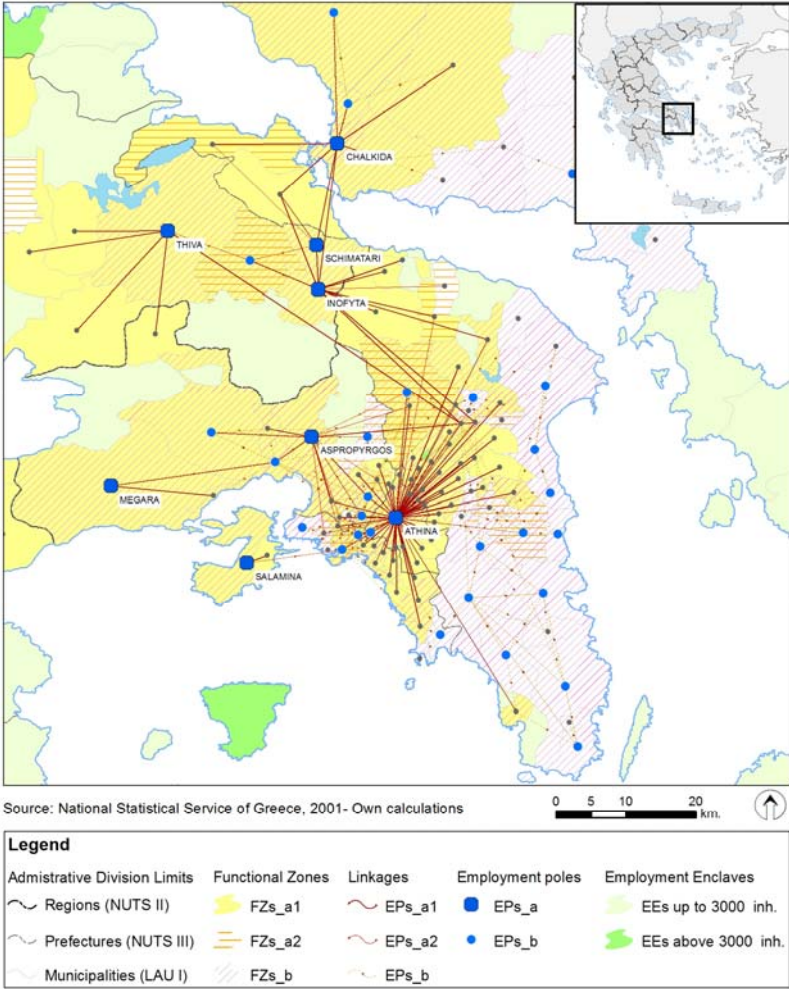 CHALKIDA
THIVA
SCHIMATARI
INOFYTA
ASPROPYRGOS
MEGARA
ATHINA
SALAMINA
Source: National Statistical Service of Greece, 2001- Own calculations
0 5 10 20
km.
Legend
Admistrative Division Limits Functional Zones Linkages Employment poles Employment Enclaves
Regions (NUTS II) FZs_a1 EPs_a1 EPs_a EEs up to 3000 inh.
Prefectures (NUTS III) FZs_a2 EPs_a2 EPs_b EEs above 3000 inh.
Municipalities (LAU I) FZs_b EPs_b